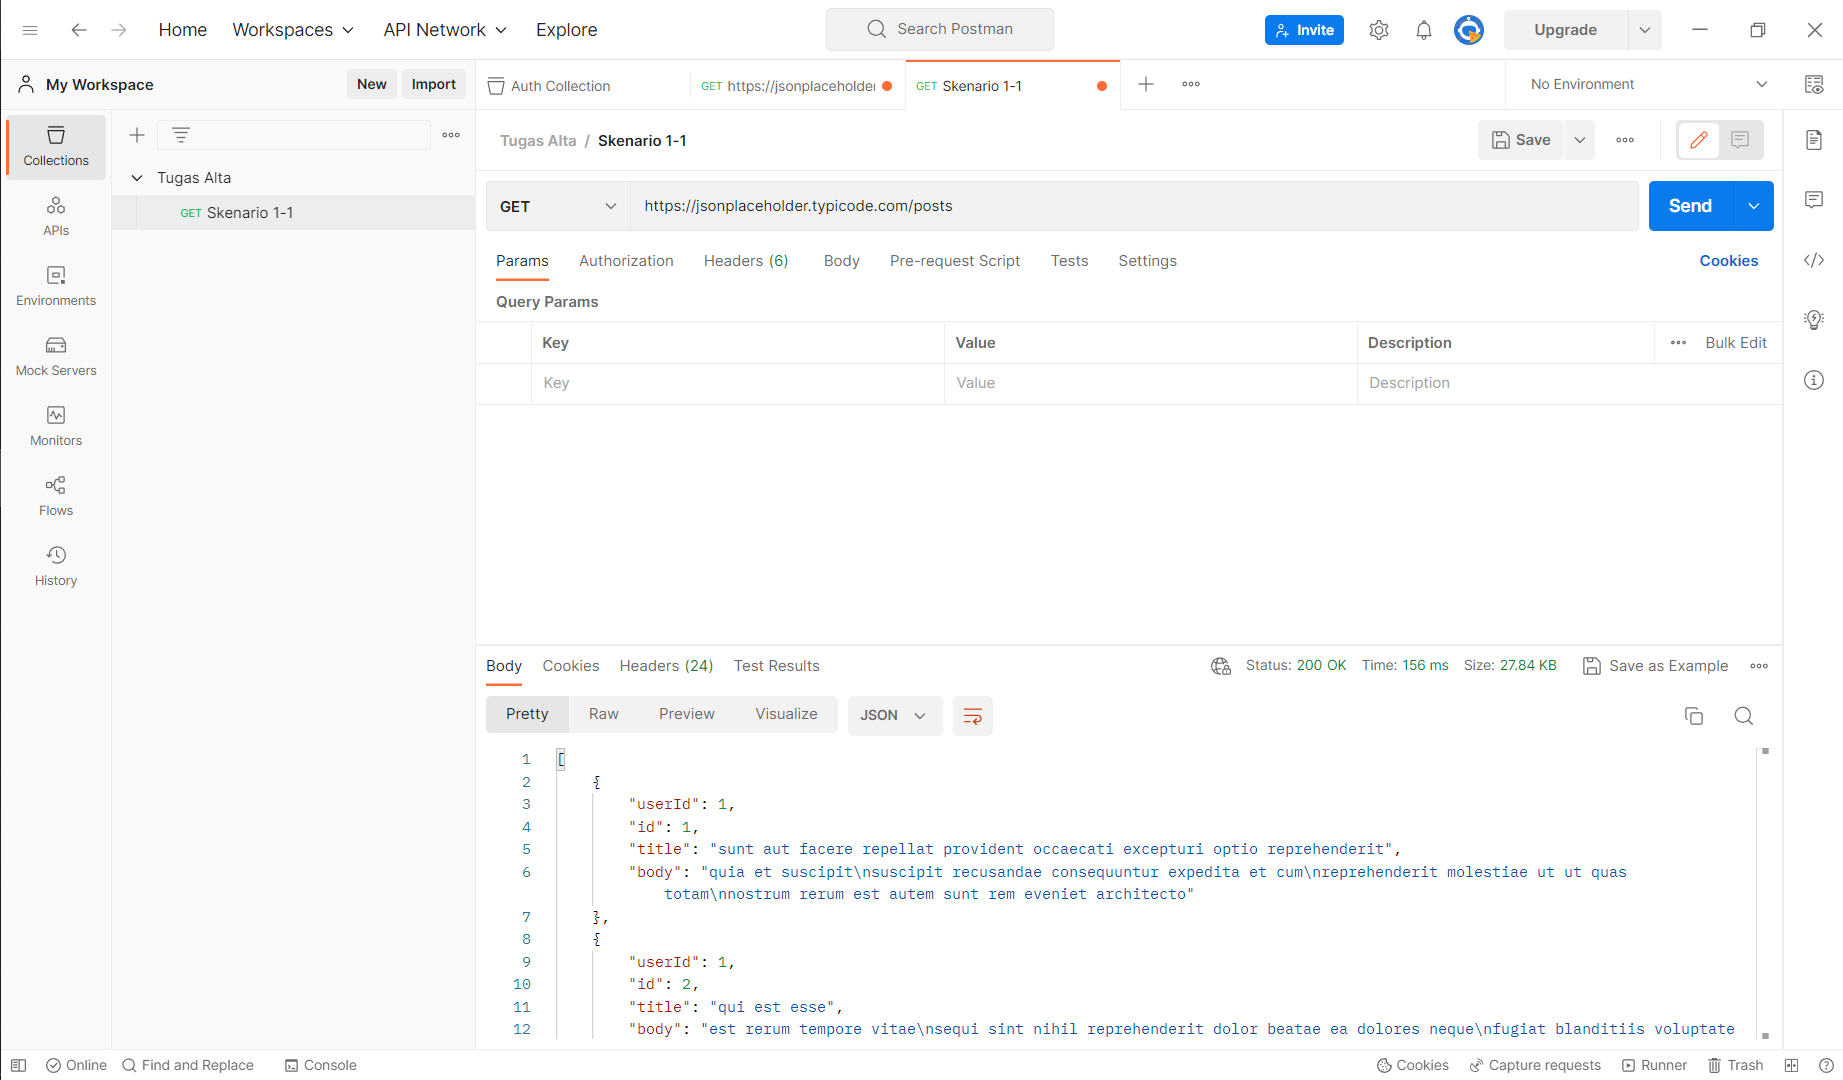 Home Workspaces API Network Explore Search Postman Invite Upgrade
My Workspace New Import Auth Collection GET https://jsonplaceholder GET Skenario 1-1 No Environment
Collections
APIs
Environments
Mock Servers
Monitors
Flows
History
Tugas Alta
GET Skenario 1-1
Tugas Alta / Skenario 1-1 Save
GET https://jsonplaceholder.typicode.com/posts Send
Params Authorization Headers (6) Body Pre-request Script Tests Settings Cookies
Query Params
Key Value Description Bulk Edit
Key Value Description
Body Cookies Headers (24) Test Results Status: 200 OK Time: 156 ms Size: 27.84 KB Save as Example
Pretty Raw Preview Visualize JSON
1 [
2 {
3 "userId": 1,
4 "id": 1,
5 "title": "sunt aut facere repellat provident occaecati excepturi optio reprehenderit",
6 "body": "quia et suscipit\nsuscipit recusandae consequuntur expedita et cum\nreprehenderit molestiae ut ut quas
totam\nnostrum rerum est autem sunt rem eveniet architecto"
7 },
8 {
9 "userId": 1,
10 "id": 2,
11 "title": "qui est esse",
12 "body": "est rerum tempore vitae\nsequi sint nihil reprehenderit dolor beatae ea dolores neque\nfugiat blanditiis voluptate
Online Find and Replace Console Cookies Capture requests Runner Trash